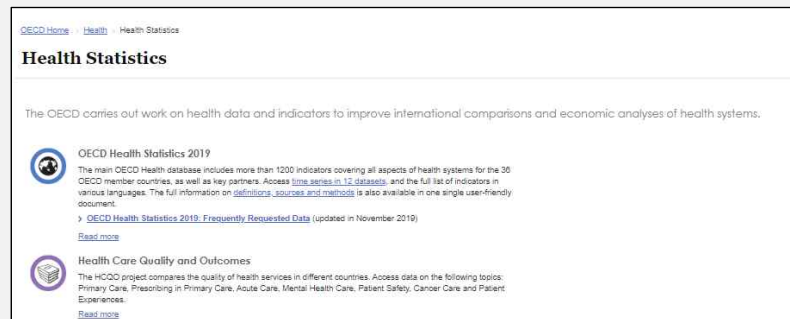 OECD Home › Health › Health Statistics
Health Statistics
The OECD carries out work on health data and indicators to improve international comparisons and economic analyses of health systems.
OECD Health Statistics 2019
The main OECD Health database includes more than 1200 indicators covering all aspects of health systems for the 36
OECD member countries, as well as key partners. Access time series in 12 datasets, and the full list of indicators in
various languages. The full information on definitions, sources and methods is also available in one single user-friendly
document.
› OECD Health Statistics 2019: Frequently Requested Data (updated in November 2019)
Read more
Health Care Quality and Outcomes
The HCQO project compares the quality of health services in different countries. Access data on the following topics:
Primary Care, Prescribing in Primary Care, Acute Care, Mental Health Care, Patient Safety, Cancer Care and Patient
Experiences.
Read more